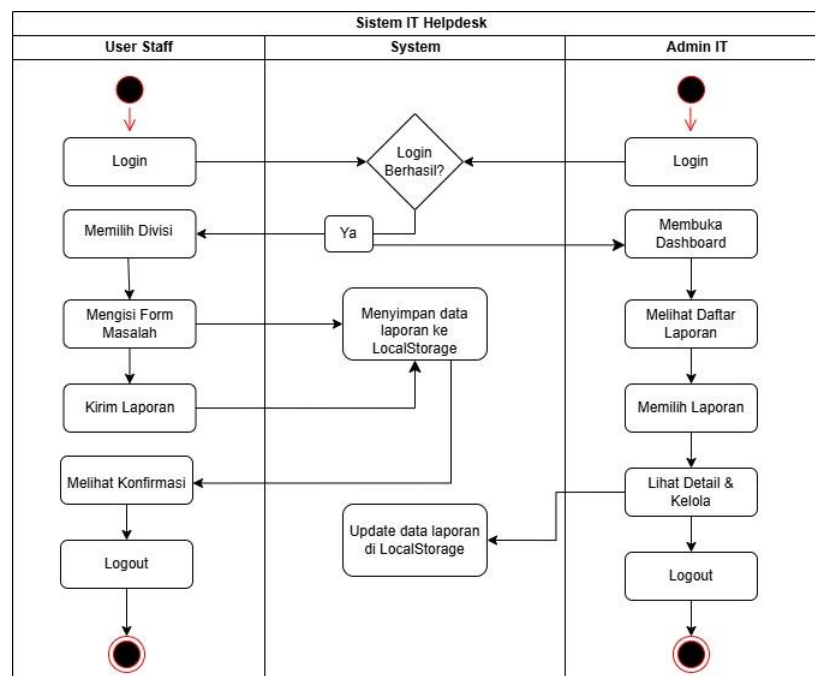 Sistem IT Helpdesk
User Staff
System
Admin IT
Login
Login
Berhasil?
Login
Memilih Divisi
Ya
Membuka
Dashboard
Mengisi Form
Masalah
Menyimpan data
laporan ke
LocalStorage
Melihat Daftar
Laporan
Kirim Laporan
Memilih Laporan
Melihat Konfirmasi
Lihat Detail &
Kelola
Update data laporan
di LocalStorage
Logout
Logout